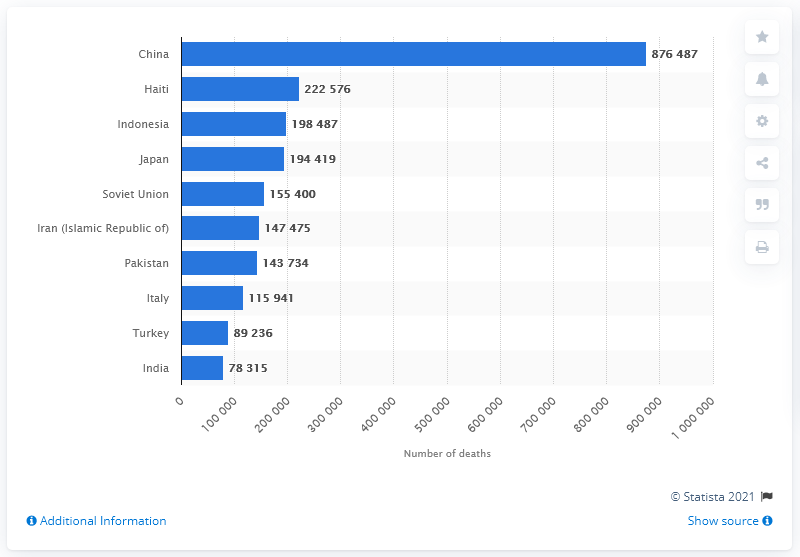 China 876 487
Haiti 222 576
Indonesia 198 487
Japan 194 419
Soviet Union 155 400
Iran (Islamic Republic of) 147 475
Pakistan 143 734
Italy 115 941
Turkey 89 236
India 78 315
0 100 000 200 000 300 000 400 000 500 000 600 000 700 000 800 000 900 000 1 000 000
Number of deaths
© Statista 2021
Additional Information Show source